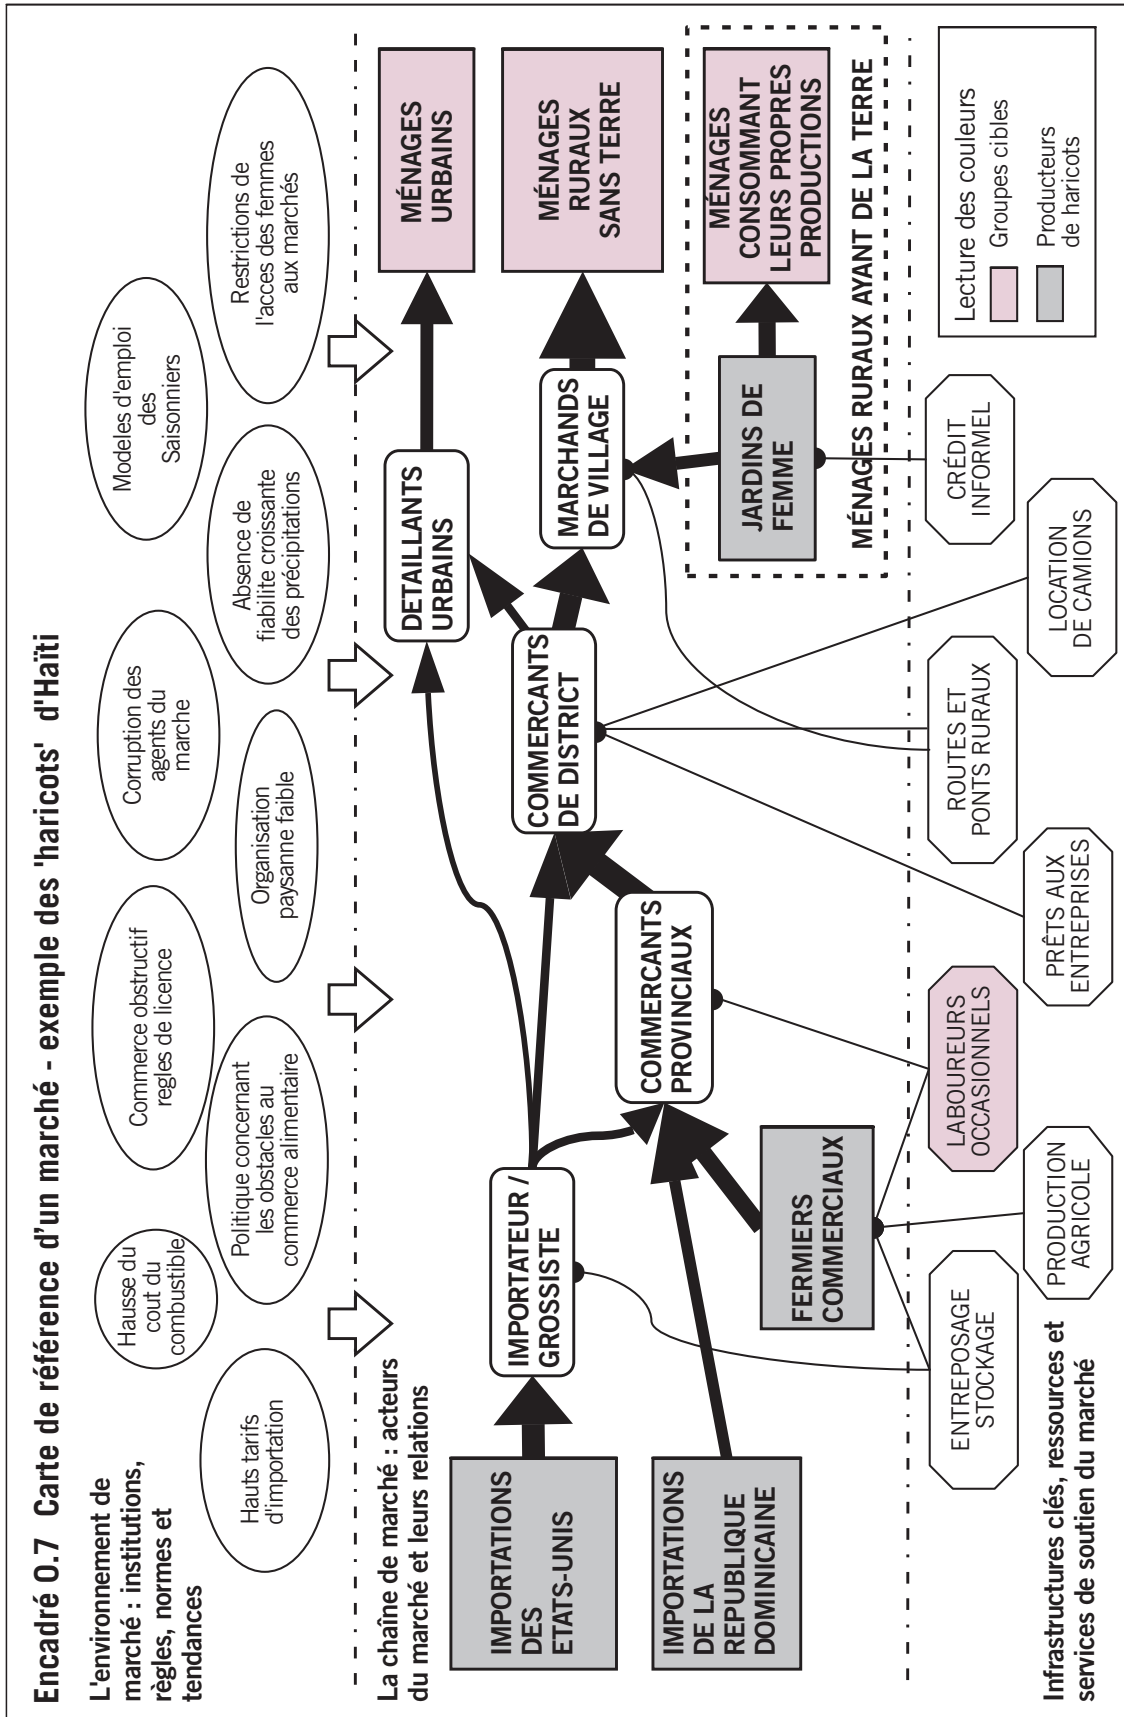 Encadré 0.7 Carte de référence d'un marché - exemple des 'haricots' d'Haïti
L'environnement de
marché : institutions,
règles, normes et
tendances
Hauts tarifs
d'importation
Hausse du
cout du
combustible
Politique concernant
les obstacles au
commerce alimentaire
Commerce obstructif
regles de licence
Organisation
paysanne faible
Corruption des
agents du
marche
Absence de
fiabilite croissante
des précipitations
Modeles d'emploi
des
Saisonniers
Restrictions de
l'acces des femmes
aux marchés
La chaîne de marché : acteurs
du marché et leurs relations
IMPORTATIONS
DES
ETATS-UNIS
IMPORTATIONS
DE LA
REPUBLIQUE
DOMINICAINE
IMPORTATEUR /
GROSSISTE
FERMIERS
COMMERCIAUX
COMMERCANTS
PROVINCIAUX
COMMERCANTS
DE DISTRICT
DETAILLANTS
URBAINS
MARCHANDS
DE VILLAGE
JARDINS DE
FEMME
MÉNAGES
URBAINS
MÉNAGES
RURAUX
SANS TERRE
MÉNAGES
CONSOMMANT
LEURS PROPRES
PRODUCTIONS
MÉNAGES RURAUX AYANT DE LA TERRE
Infrastructures clés, ressources et
services de soutien du marché
ENTREPOSAGE
STOCKAGE
PRODUCTION
AGRICOLE
LABOUREURS
OCCASIONNELS
PRÊTS AUX
ENTREPRISES
ROUTES ET
PONTS RURAUX
LOCATION
DE CAMIONS
CRÉDIT
INFORMEL
Lecture des couleurs
Groupes cibles
Producteurs
de haricots